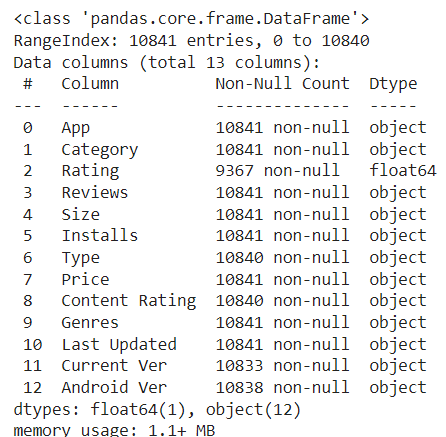 <class 'pandas.core.frame.DataFrame'>
RangeIndex: 10841 entries, 0 to 10840
Data columns (total 13 columns):
 #   Column          Non-Null Count  Dtype
---  ------          --------------  -----
 0   App             10841 non-null  object
 1   Category        10841 non-null  object
 2   Rating          9367 non-null   float64
 3   Reviews         10841 non-null  object
 4   Size            10841 non-null  object
 5   Installs        10841 non-null  object
 6   Type            10840 non-null  object
 7   Price           10841 non-null  object
 8   Content Rating  10840 non-null  object
 9   Genres          10841 non-null  object
 10  Last Updated    10841 non-null  object
 11  Current Ver     10833 non-null  object
 12  Android Ver     10838 non-null  object
dtypes: float64(1), object(12)
memory usage: 1.1+ MB